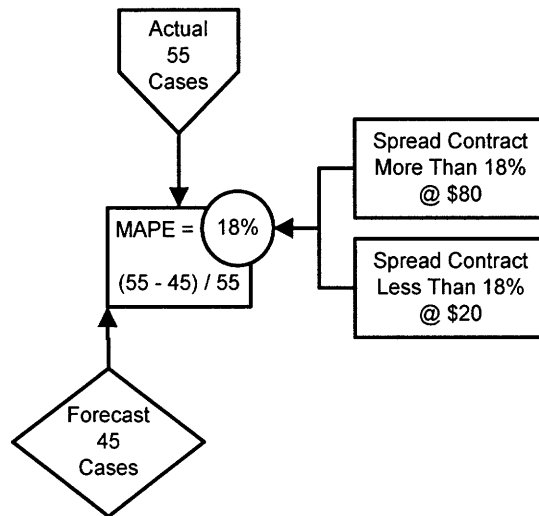 Actual
55
Cases
MAPE =
18%
(55 - 45) / 55
Spread Contract
More Than 18%
@ $80
Spread Contract
Less Than 18%
@ $20
Forecast
45
Cases